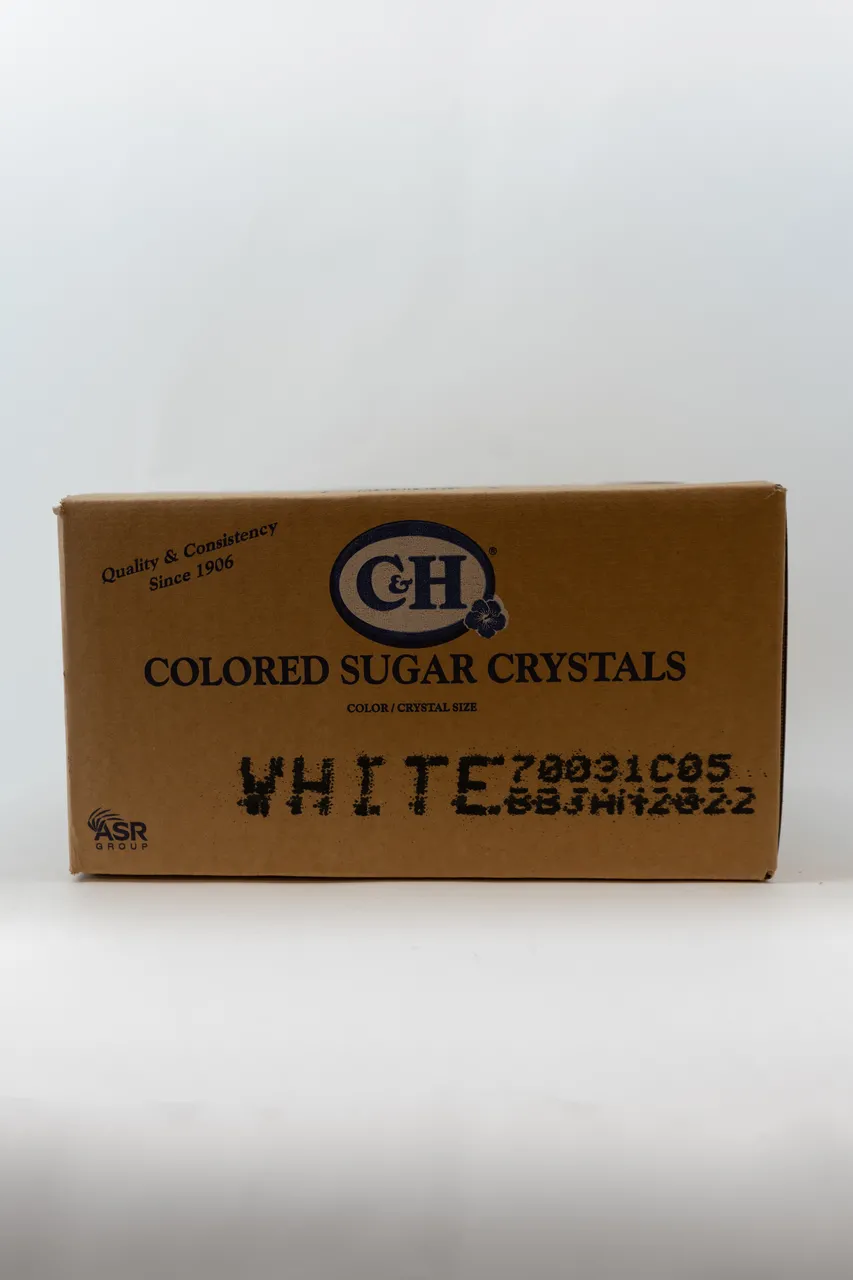 Quality & Consistency
Since 1906
C&H®
COLORED SUGAR CRYSTALS
COLOR / CRYSTAL SIZE
WHITE 70031C05
BBJAN42022
ASR
GROUP